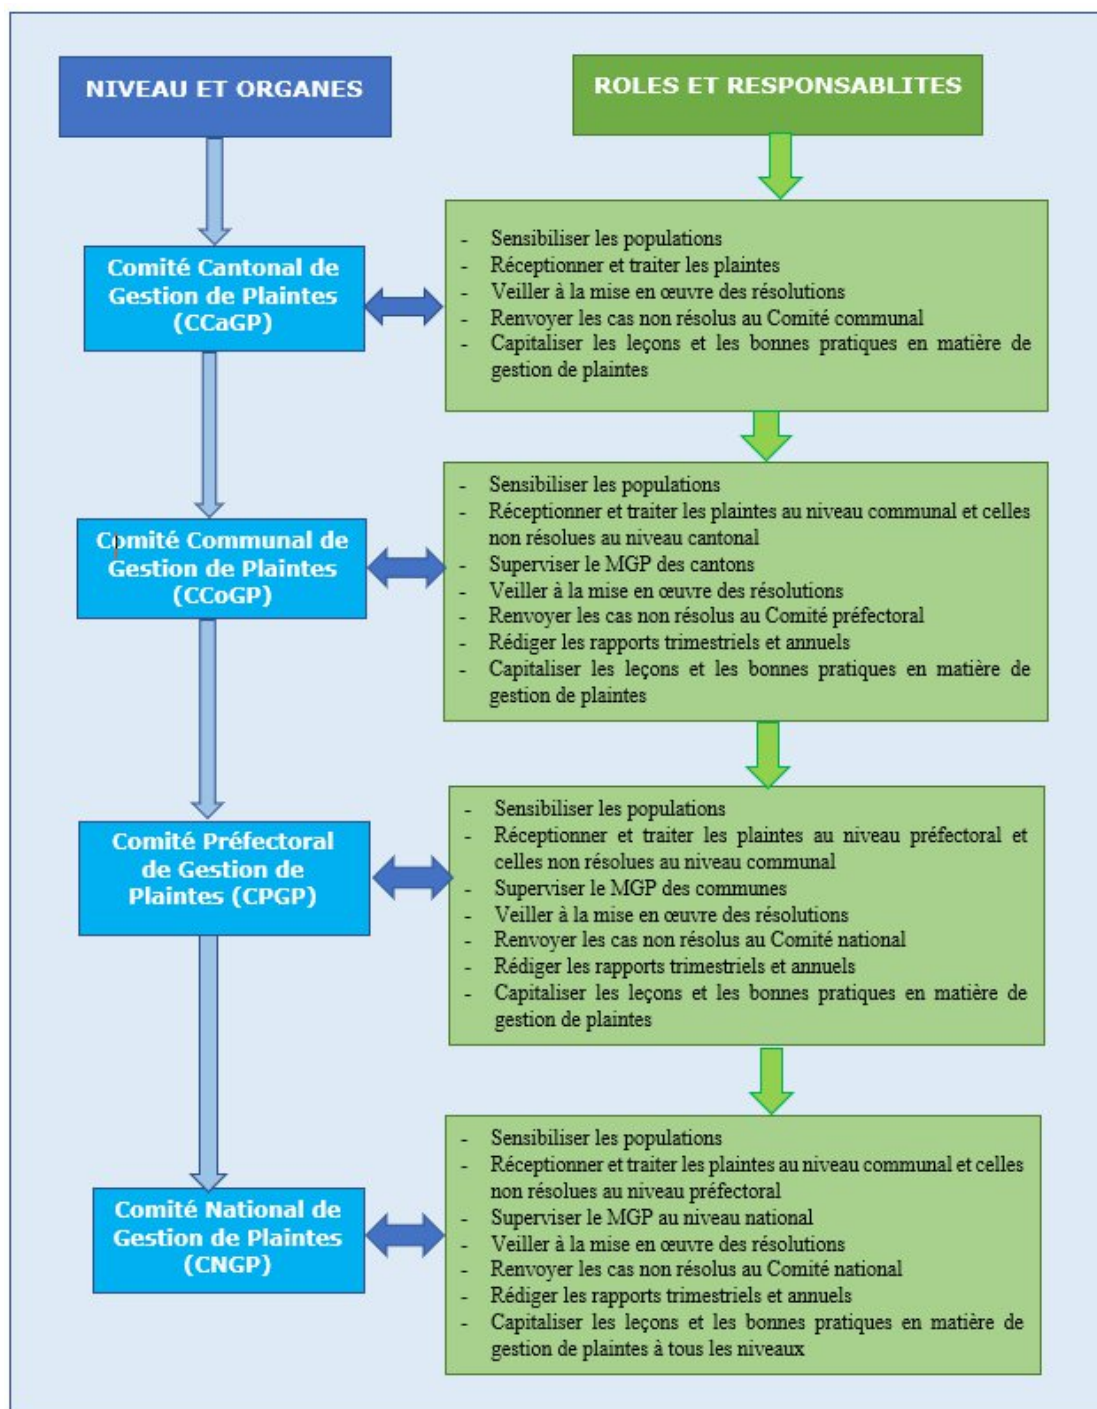 NIVEAU ET ORGANES
ROLES ET RESPONSABLITES
Comité Cantonal de
Gestion de Plaintes
(CCaGP)
- Sensibiliser les populations
- Réceptionner et traiter les plaintes
- Veiller à la mise en œuvre des résolutions
- Renvoyer les cas non résolus au Comité communal
- Capitaliser les leçons et les bonnes pratiques en matière de
gestion de plaintes
Comité Communal de
Gestion de Plaintes
(CCoGP)
- Sensibiliser les populations
- Réceptionner et traiter les plaintes au niveau communal et celles
non résolues au niveau cantonal
- Superviser le MGP des cantons
- Veiller à la mise en œuvre des résolutions
- Renvoyer les cas non résolus au Comité préfectoral
- Rédiger les rapports trimestriels et annuels
- Capitaliser les leçons et les bonnes pratiques en matière de
gestion de plaintes
Comité Préfectoral
de Gestion de
Plaintes (CPGP)
- Sensibiliser les populations
- Réceptionner et traiter les plaintes au niveau préfectoral et
celles non résolues au niveau communal
- Superviser le MGP des communes
- Veiller à la mise en œuvre des résolutions
- Renvoyer les cas non résolus au Comité national
- Rédiger les rapports trimestriels et annuels
- Capitaliser les leçons et les bonnes pratiques en matière de
gestion de plaintes
Comité National de
Gestion de Plaintes
(CNGP)
- Sensibiliser les populations
- Réceptionner et traiter les plaintes au niveau communal et celles
non résolues au niveau préfectoral
- Superviser le MGP au niveau national
- Veiller à la mise en œuvre des résolutions
- Renvoyer les cas non résolus au Comité national
- Rédiger les rapports trimestriels et annuels
- Capitaliser les leçons et les bonnes pratiques en matière de
gestion de plaintes à tous les niveaux